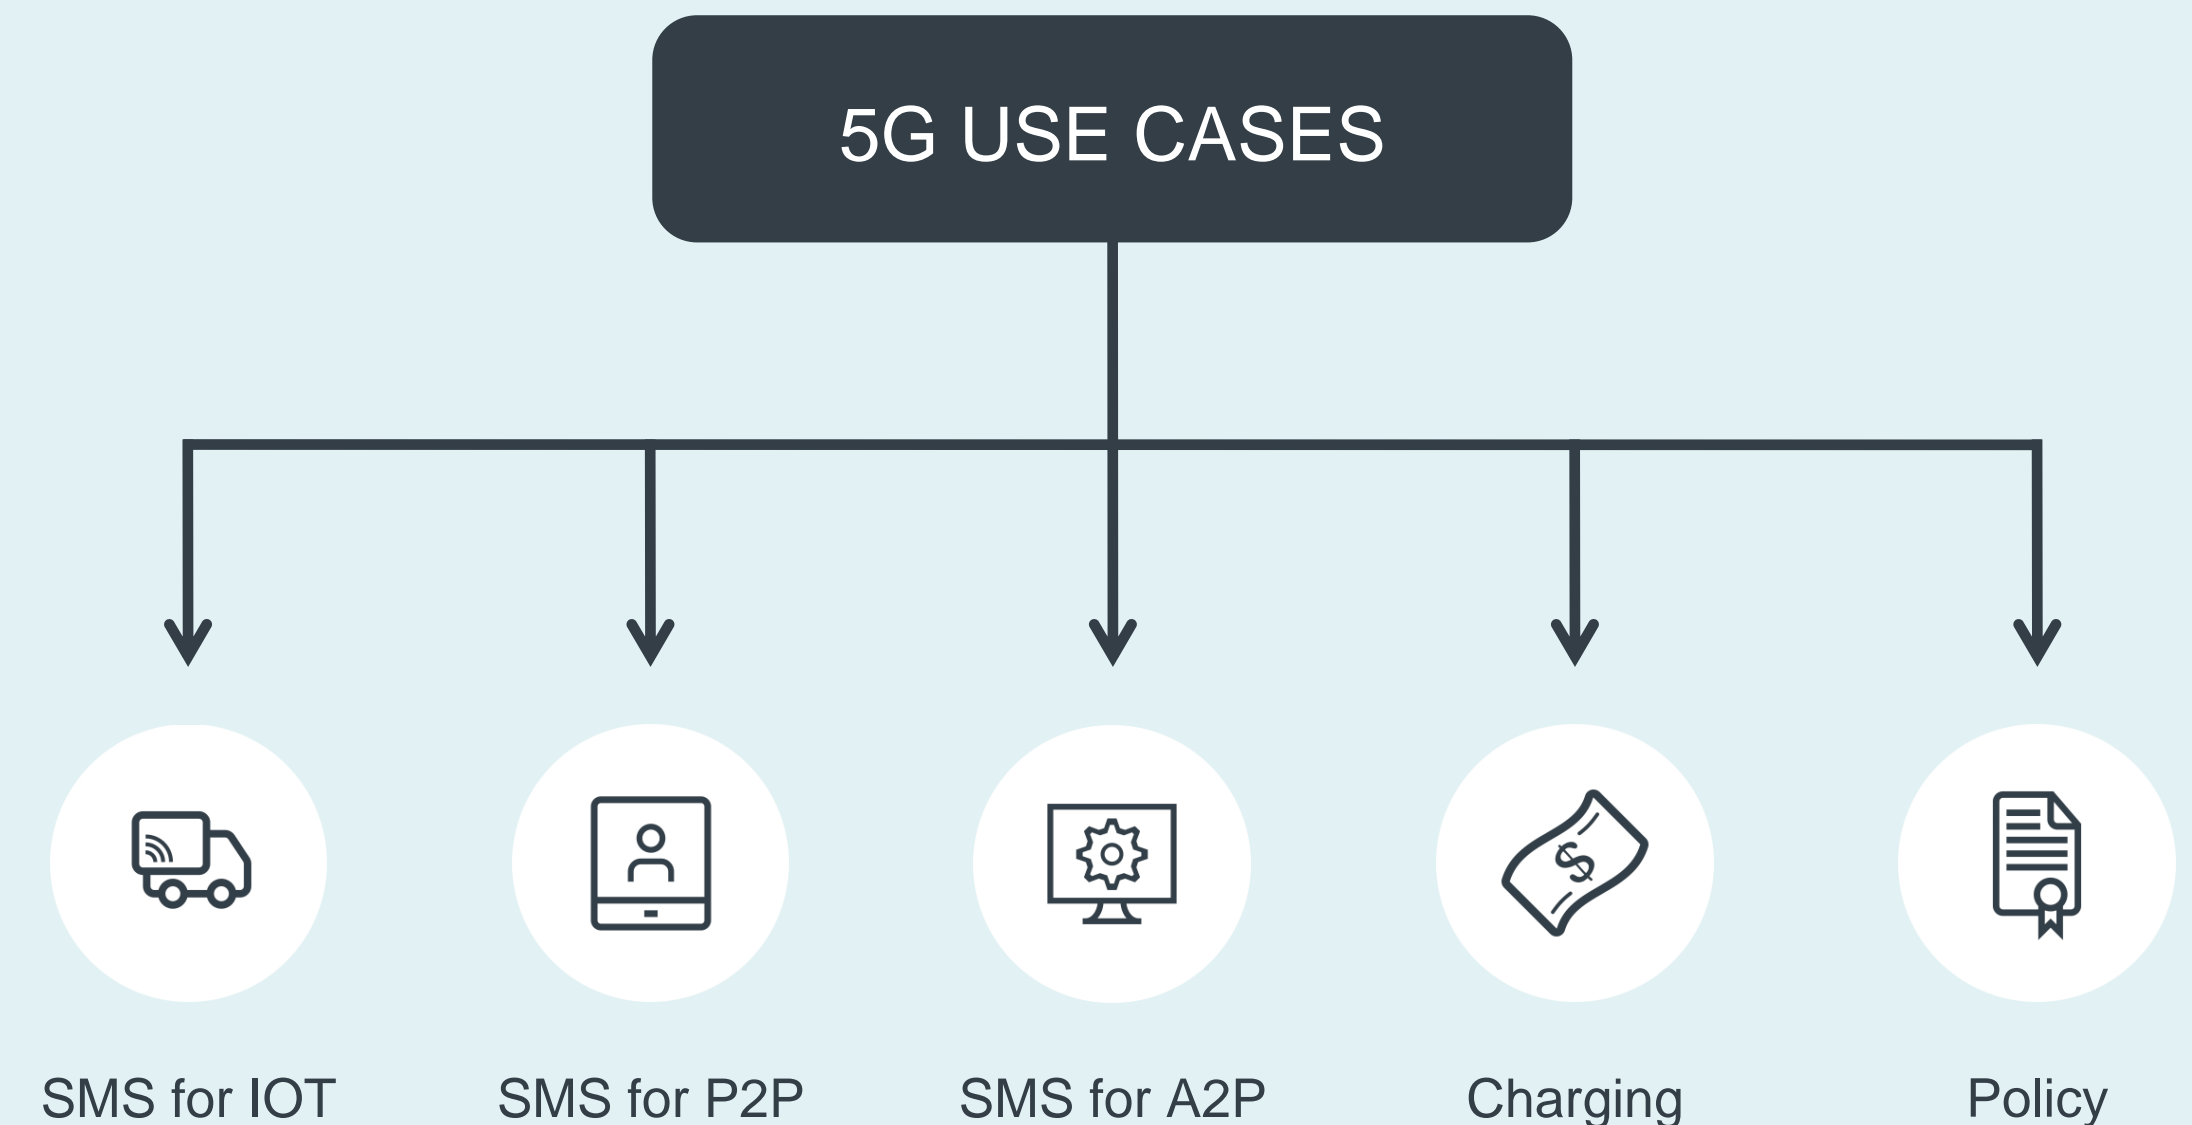 5G USE CASES
SMS for IOT
SMS for P2P
SMS for A2P
Charging
Policy
$